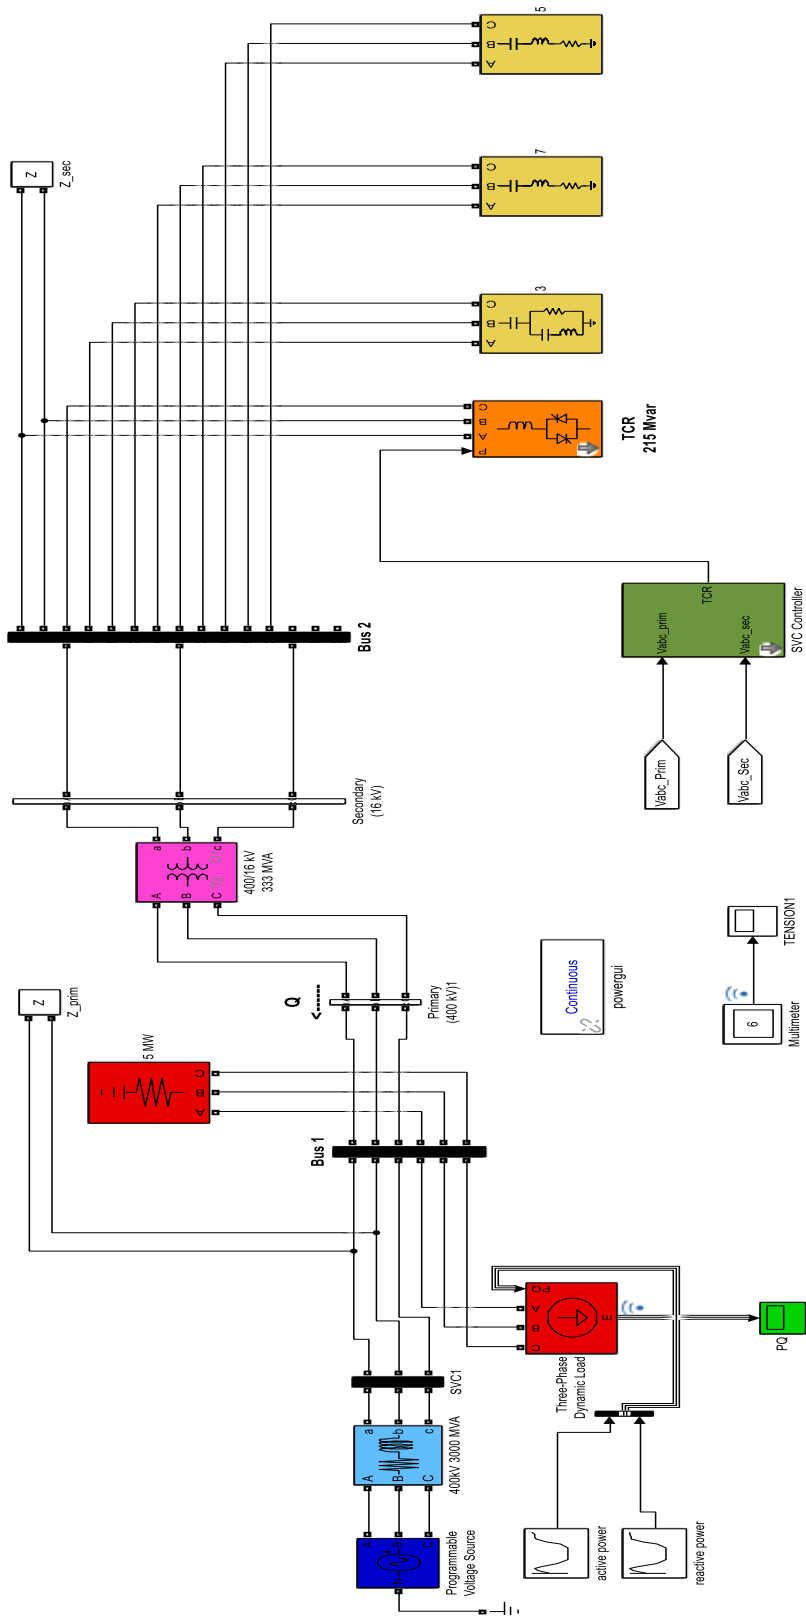 5
C
B
A
Z
Z_sec
7
C
B
A
3
C
B
A
C
B
A
P
TCR
215 Mvar
TCR
Vabc_prim
Vabc_sec
SVC Controller
Bus 2
Vabc_Prim
Vabc_Sec
Secondary
(16 kV)
a
b
c
A
B
C
400/16 kV
333 MVA
TENSION1
Z
Z_prim
Q
Primary
(400 kV)1
Continuous
powergui
6
Multimeter
5 MW
C
B
A
Bus 1
PQ
A
B
C
E
Three-Phase
Dynamic Load
PQ
SVC1
a
b
c
A
B
C
400kV 3000 MVA
A
B
C
N
Programmable
Voltage Source
active power
reactive power